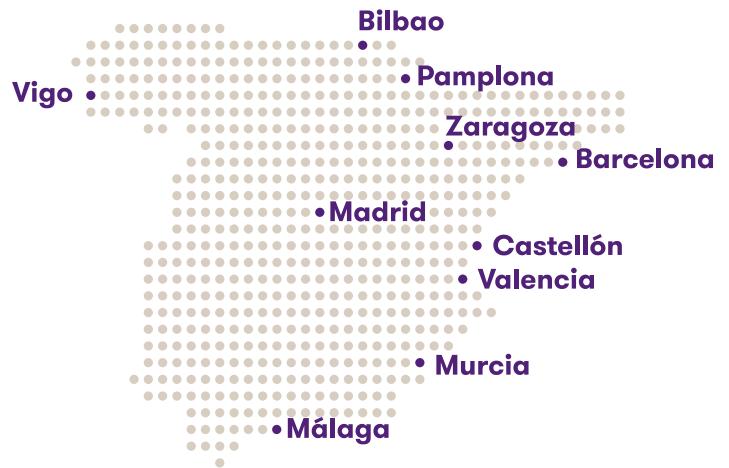 Bilbao
Pamplona
Vigo
Zaragoza
Barcelona
Madrid
Castellón
Valencia
Murcia
Málaga